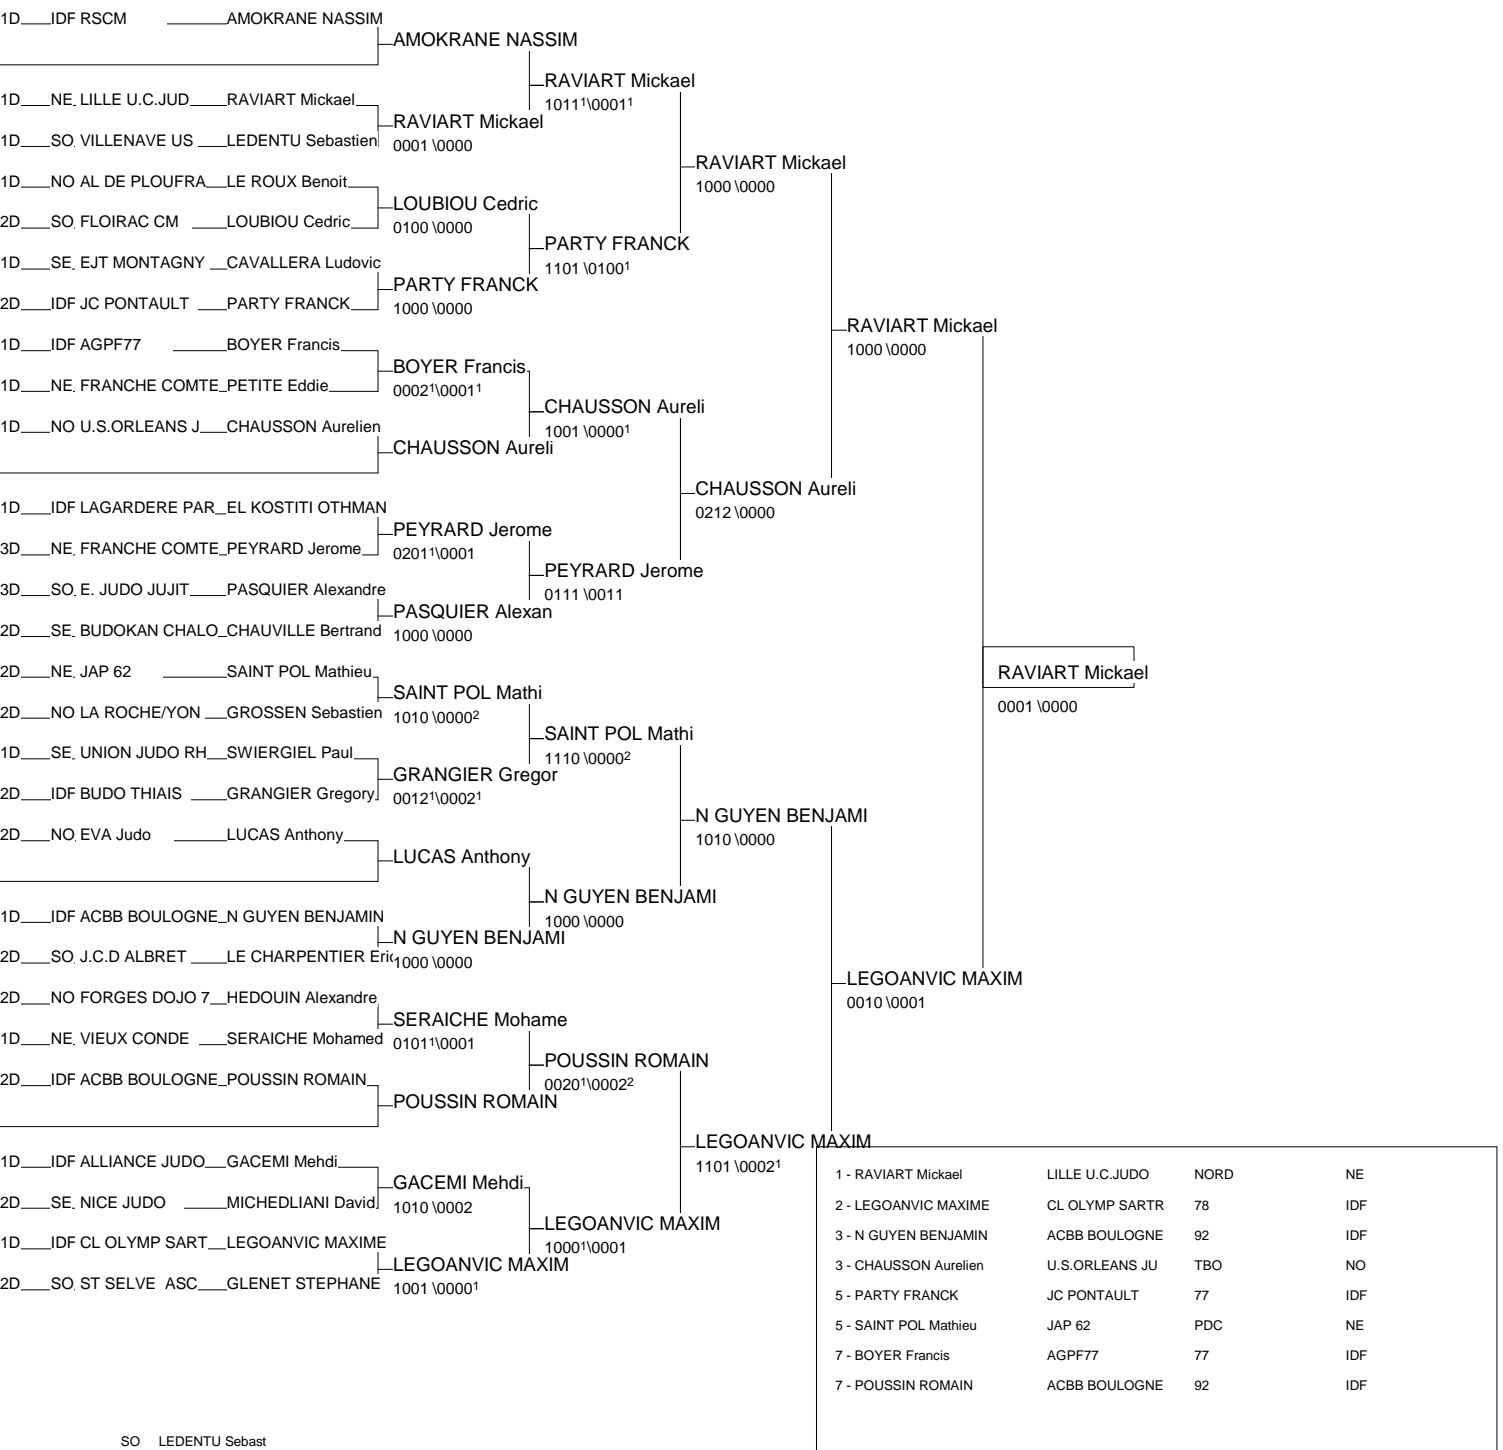 1D IDF RSCM AMOKRANE NASSIM
AMOKRANE NASSIM
RAVIART Mickael
1011¹\0001¹
1D NE LILLE U.C.JUD RAVIART Mickael
RAVIART Mickael
0001 \0000
1D SO VILLENAVE US LEDENTU Sebastien
RAVIART Mickael
1000 \0000
1D NO AL DE PLOUFRA LE ROUX Benoit
LOUBIOU Cedric
0100 \0000
2D SO FLOIRAC CM LOUBIOU Cedric
PARTY FRANCK
1101 \0100¹
1D SE EJT MONTAGNY CAVALLERA Ludovic
PARTY FRANCK
1000 \0000
2D IDF JC PONTAULT PARTY FRANCK
RAVIART Mickael
1000 \0000
1D IDF AGPF77 BOYER Francis
BOYER Francis
0002¹\0001¹
1D NE FRANCHE COMTE PETITE Eddie
CHAUSSON Aureli
1001 \0000¹
1D NO U.S.ORLEANS J CHAUSSON Aurelien
CHAUSSON Aureli
CHAUSSON Aureli
0212 \0000
1D IDF LAGARDERE PAR EL KOSTITI OTHMAN
PEYRARD Jerome
0201¹\0001
3D NE FRANCHE COMTE PEYRARD Jerome
PEYRARD Jerome
0111 \0011
3D SO E. JUDO JUJIT PASQUIER Alexandre
PASQUIER Alexan
1000 \0000
2D SE BUDOKAN CHALO CHAUVILLE Bertrand
RAVIART Mickael
0001 \0000
2D NE JAP 62 SAINT POL Mathieu
SAINT POL Mathi
1010 \0000²
2D NO LA ROCHE/YON GROSSEN Sebastien
SAINT POL Mathi
1110 \0000²
1D SE UNION JUDO RH SWIERGIEL Paul
GRANGIER Gregor
0012¹\0002¹
2D IDF BUDO THIAIS GRANGIER Gregory
N GUYEN BENJAMI
1010 \0000
2D NO EVA Judo LUCAS Anthony
LUCAS Anthony
N GUYEN BENJAMI
1000 \0000
1D IDF ACBB BOULOGNE N GUYEN BENJAMIN
N GUYEN BENJAMI
1000 \0000
2D SO J.C.D ALBRET LE CHARPENTIER Eric
LEGOANVIC MAXIM
0010 \0001
2D NO FORGES DOJO 7 HEDOUIN Alexandre
SERAICHE Mohame
0101¹\0001
1D NE VIEUX CONDE SERAICHE Mohamed
POUSSIN ROMAIN
0020¹\0002²
2D IDF ACBB BOULOGNE POUSSIN ROMAIN
POUSSIN ROMAIN
LEGOANVIC MAXIM
1101 \0002¹
1D IDF ALLIANCE JUDO GACEMI Mehdi
GACEMI Mehdi
1010 \0002
2D SE NICE JUDO MICHEDLIANI David
LEGOANVIC MAXIM
1000¹\0001
1D IDF CL OLYMP SART LEGOANVIC MAXIME
LEGOANVIC MAXIM
1001 \0000¹
2D SO ST SELVE ASC GLENET STEPHANE
1 - RAVIART Mickael LILLE U.C.JUDO NORD NE
2 - LEGOANVIC MAXIME CL OLYMP SARTR 78 IDF
3 - N GUYEN BENJAMIN ACBB BOULOGNE 92 IDF
3 - CHAUSSON Aurelien U.S.ORLEANS JU TBO NO
5 - PARTY FRANCK JC PONTAULT 77 IDF
5 - SAINT POL Mathieu JAP 62 PDC NE
7 - BOYER Francis AGPF77 77 IDF
7 - POUSSIN ROMAIN ACBB BOULOGNE 92 IDF
SO LEDENTU Sebast